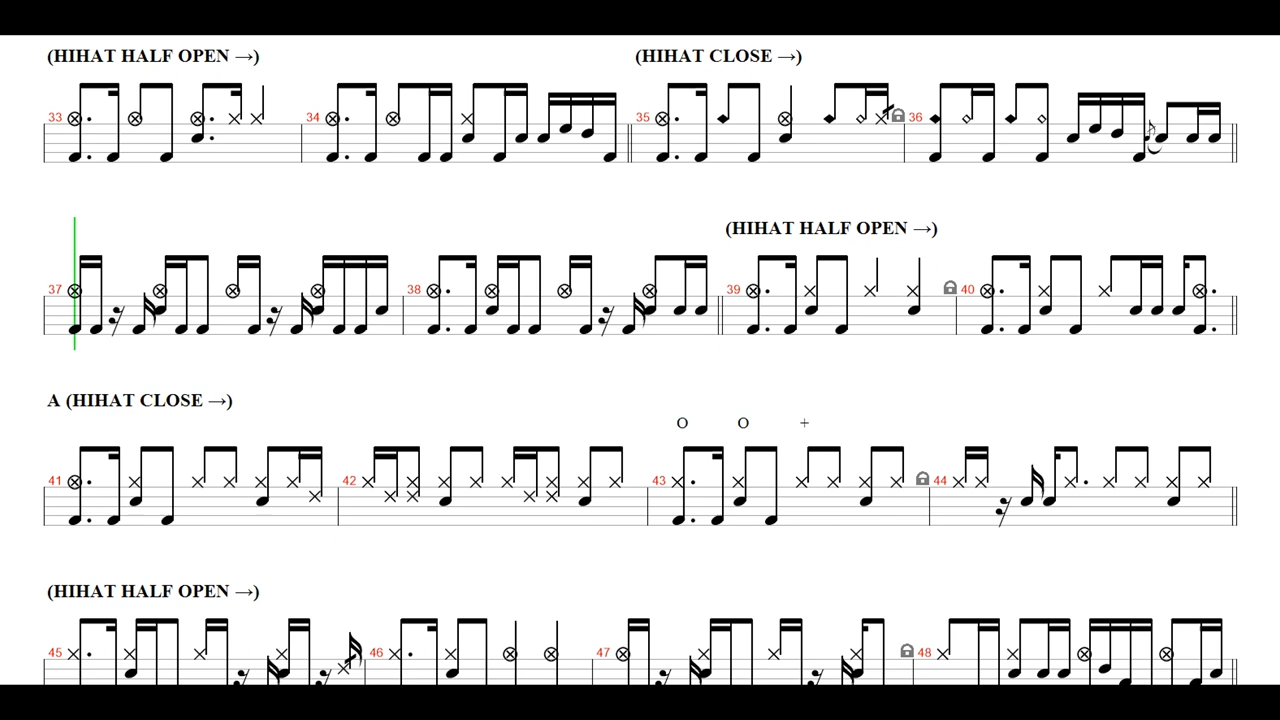 (HIHAT HALF OPEN →) (HIHAT CLOSE →)
33 34 35 36
(HIHAT HALF OPEN →)
37 38 39 40
A (HIHAT CLOSE →)
O O +
41 42 43 44
(HIHAT HALF OPEN →)
45 46 47 48